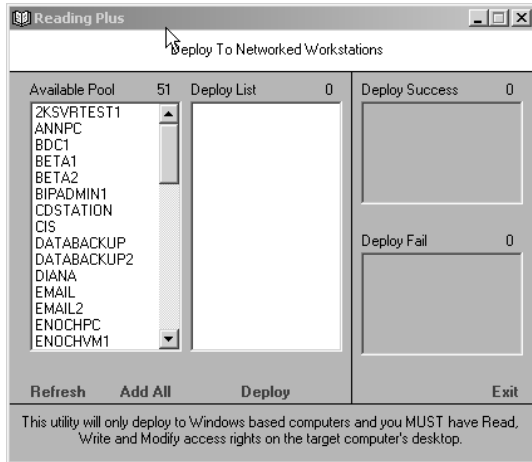 Reading Plus
Deploy To Networked Workstations
Available Pool 51
2KSVRTEST1
ANNPC
BDC1
BETA1
BETA2
BIPADMIN1
CDSTATION
CIS
DATABACKUP
DATABACKUP2
DIANA
EMAIL
EMAIL2
ENOCHPC
ENOCHVM1
Deploy List 0
Deploy Success 0
Deploy Fail 0
Refresh Add All Deploy Exit
This utility will only deploy to Windows based computers and you MUST have Read,
Write and Modify access rights on the target computer's desktop.